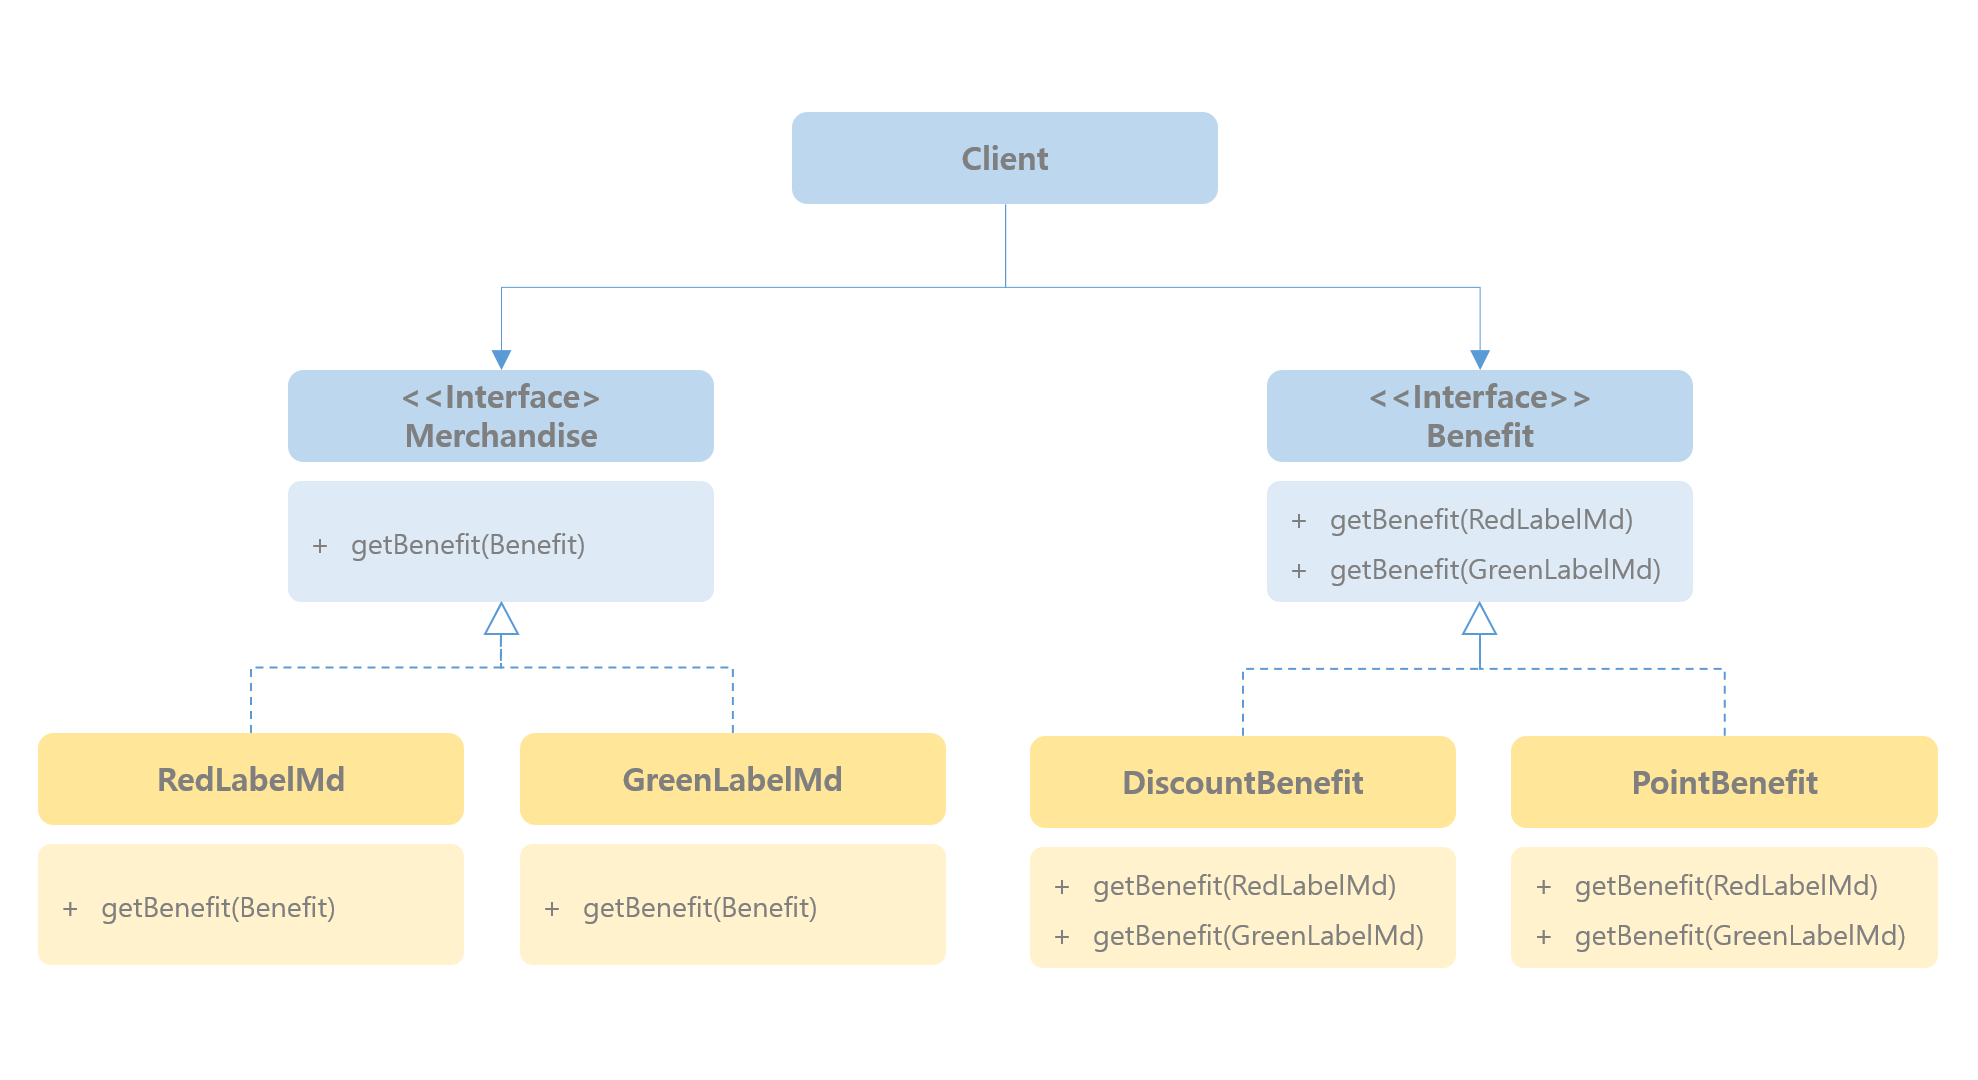 Client
<<Interface>
Merchandise
+ getBenefit(Benefit)
<<Interface>>
Benefit
+ getBenefit(RedLabelMd)
+ getBenefit(GreenLabelMd)
RedLabelMd
+ getBenefit(Benefit)
GreenLabelMd
+ getBenefit(Benefit)
DiscountBenefit
+ getBenefit(RedLabelMd)
+ getBenefit(GreenLabelMd)
PointBenefit
+ getBenefit(RedLabelMd)
+ getBenefit(GreenLabelMd)